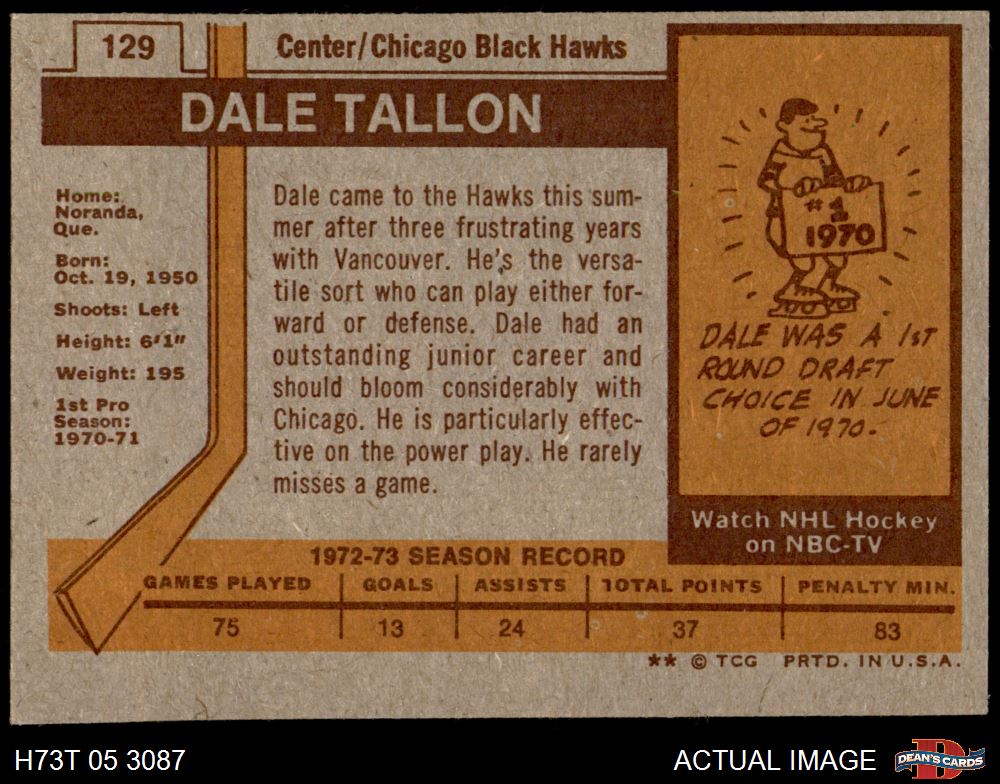 129
Center/Chicago Black Hawks
DALE TALLON
Home:
Noranda,
Que.
Born:
Oct. 19, 1950
Shoots: Left
Height: 6'1"
Weight: 195
1st Pro
Season:
1970-71
Dale came to the Hawks this sum-
mer after three frustrating years
with Vancouver. He's the versa-
tile sort who can play either for-
ward or defense. Dale had an
outstanding junior career and
should bloom considerably with
Chicago. He is particularly effec-
tive on the power play. He rarely
misses a game.
#1
1970
DALE WAS A 1ST
ROUND DRAFT
CHOICE IN JUNE
OF 1970.
Watch NHL Hockey
on NBC-TV
1972-73 SEASON RECORD
GAMES PLAYED GOALS ASSISTS TOTAL POINTS PENALTY MIN.
75 13 24 37 83
** © TCG PRTD. IN U.S.A.
H73T 05 3087 ACTUAL IMAGE DEAN'S CARDS